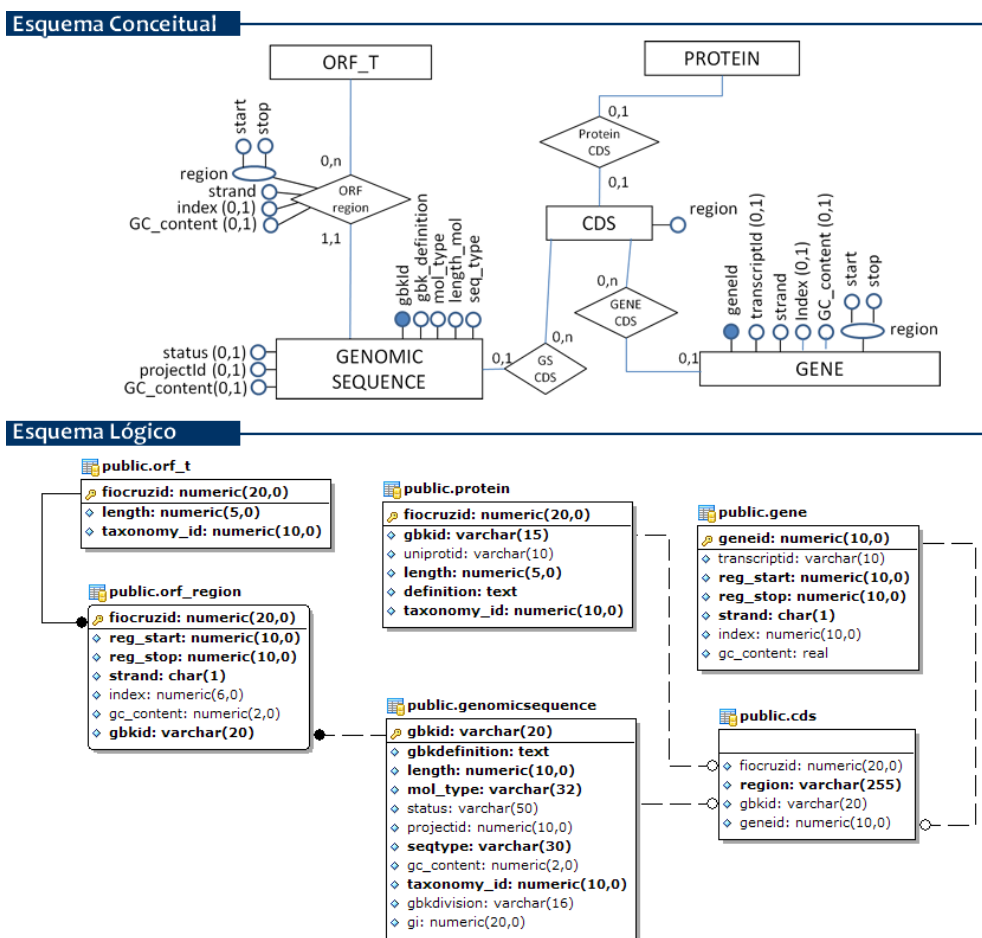 Esquema Conceitual
ORF_T
PROTEIN
start
stop
0,n
region
strand
index (0,1)
GC_content (0,1)
ORF
region
1,1
0,1
Protein
CDS
0,1
CDS
region
gbkId
gbk_definition
mol_type
length_mol
seq_type
status (0,1)
projectId (0,1)
GC_content(0,1)
GENOMIC
SEQUENCE
0,1
GS
CDS
0,n
0,n
GENE
CDS
0,1
geneId
transcriptId (0,1)
strand
Index (0,1)
GC_content (0,1)
start
stop
region
GENE
Esquema Lógico
public.orf_t
fiocruzid: numeric(20,0)
length: numeric(5,0)
taxonomy_id: numeric(10,0)
public.protein
fiocruzid: numeric(20,0)
gbkid: varchar(15)
uniprotid: varchar(10)
length: numeric(5,0)
definition: text
taxonomy_id: numeric(10,0)
public.gene
geneid: numeric(10,0)
transcriptid: varchar(10)
reg_start: numeric(10,0)
reg_stop: numeric(10,0)
strand: char(1)
index: numeric(10,0)
gc_content: real
public.orf_region
fiocruzid: numeric(20,0)
reg_start: numeric(10,0)
reg_stop: numeric(10,0)
strand: char(1)
index: numeric(6,0)
gc_content: numeric(2,0)
gbkid: varchar(20)
public.genomicsequence
gbkid: varchar(20)
gbkdefinition: text
length: numeric(10,0)
mol_type: varchar(32)
status: varchar(50)
projectid: numeric(10,0)
seqtype: varchar(30)
gc_content: numeric(2,0)
taxonomy_id: numeric(10,0)
gbkdivision: varchar(16)
gi: numeric(20,0)
public.cds
fiocruzid: numeric(20,0)
region: varchar(255)
gbkid: varchar(20)
geneid: numeric(10,0)